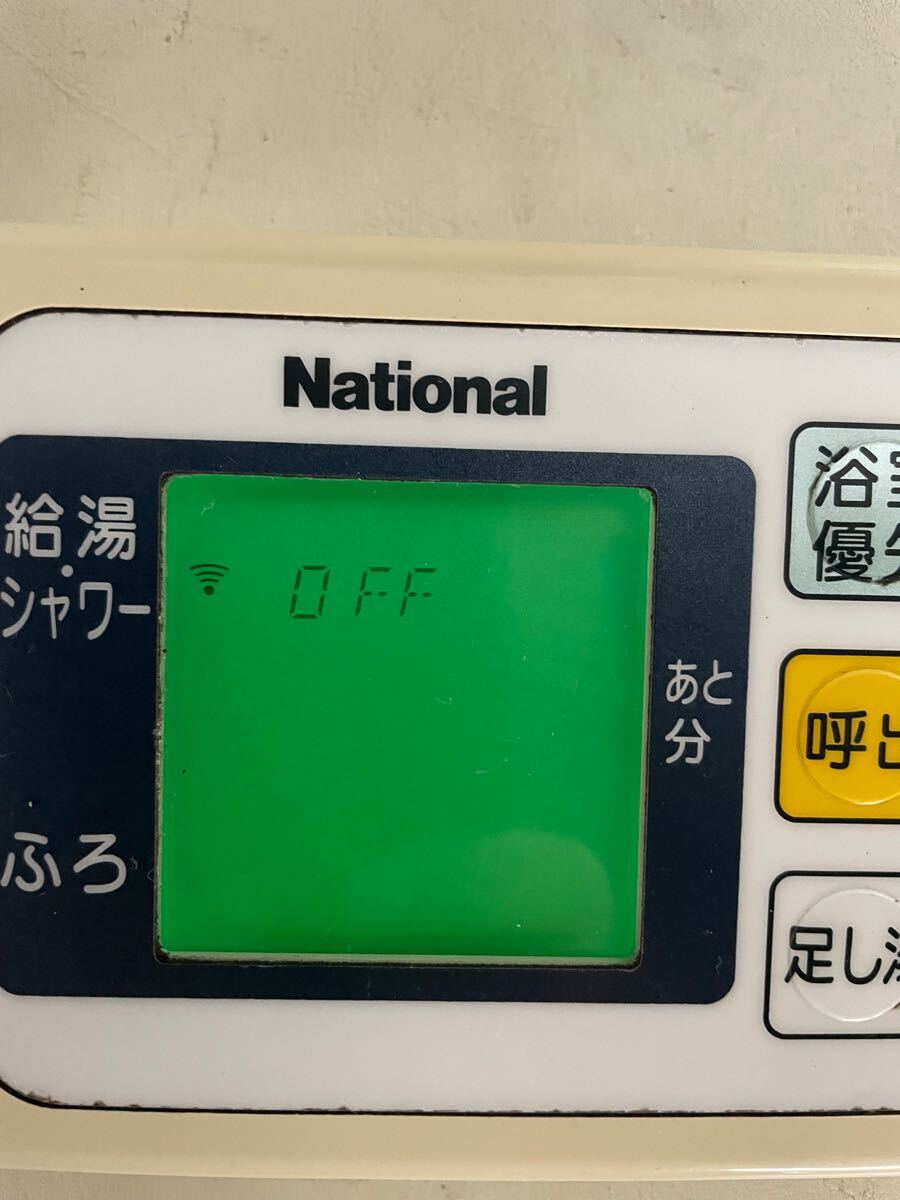 National
給湯・
シャワー
OFF
あと
分
ふろ
浴室
優先
呼出
足し湯